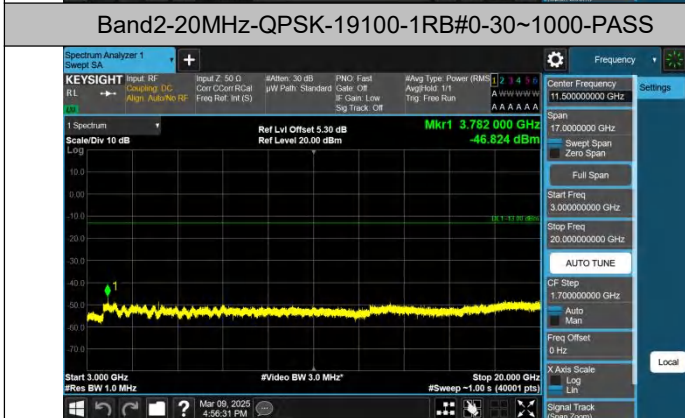 Band2-20MHz-QPSK-19100-1RB#0-30~1000-PASS
Spectrum Analyzer 1
Swept SA
Frequency
Settings
KEYSIGHT
RL
Input: RF
Coupling: DC
Align: Auto/No RF
Input Z: 50 Ω
Corr CCorr RCal
Freq Ref: Int (S)
#Atten: 30 dB
µW Path: Standard
PNO: Fast
Gate: Off
IF Gain: Low
Sig Track: Off
#Avg Type: Power (RMS
Avg|Hold: 1/1
Trig: Free Run
1 2 3 4 5 6
A W W W W W
A A A A A A
1 Spectrum
Scale/Div 10 dB
Ref Lvl Offset 5.30 dB
Ref Level 20.00 dBm
Mkr1 3.782 000 GHz
-46.824 dBm
Log
10.0
0.00
-10.0
DL1 -13.00 dBm
-20.0
-30.0
-40.0
1
-50.0
-60.0
-70.0
Start 3.000 GHz
#Video BW 3.0 MHz*
Stop 20.000 GHz
#Res BW 1.0 MHz
#Sweep ~1.00 s (40001 pts)
Center Frequency
11.500000000 GHz
Span
17.0000000 GHz
Swept Span
Zero Span
Full Span
Start Freq
3.000000000 GHz
Stop Freq
20.000000000 GHz
AUTO TUNE
CF Step
1.700000000 GHz
Auto
Man
Freq Offset
0 Hz
X Axis Scale
Log
Lin
Signal Track
(Span Zoom)
Local
Mar 09, 2025
4:56:31 PM